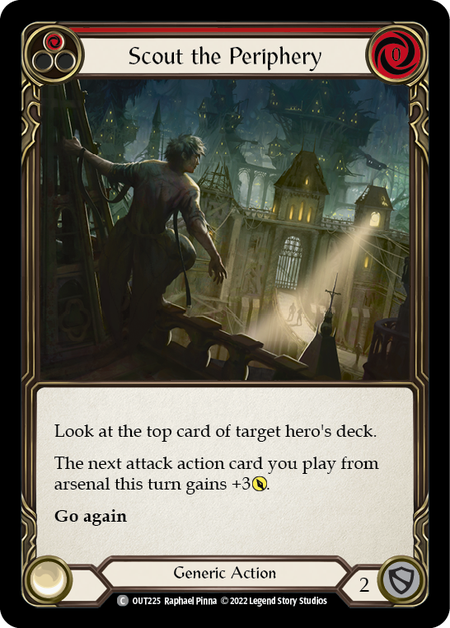 Scout the Periphery
0
Look at the top card of target hero's deck.
The next attack action card you play from
arsenal this turn gains +3.
Go again
Generic Action
2
C OUT225 Raphael Pinna © 2022 Legend Story Studios